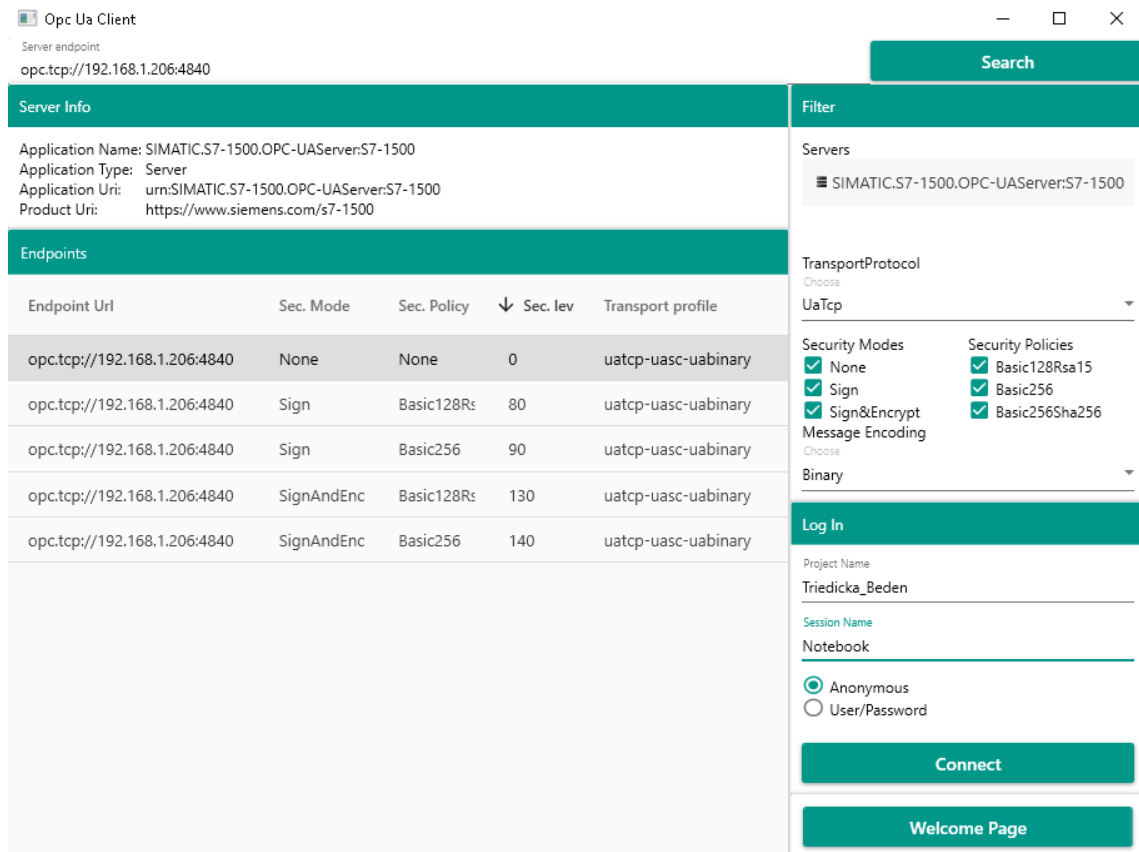 Opc Ua Client
Server endpoint
opc.tcp://192.168.1.206:4840
Search
Server Info
Application Name: SIMATIC.S7-1500.OPC-UAServer:S7-1500
Application Type: Server
Application Uri: urn:SIMATIC.S7-1500.OPC-UAServer:S7-1500
Product Uri: https://www.siemens.com/s7-1500
Endpoints
Endpoint Url Sec. Mode Sec. Policy Sec. lev Transport profile
opc.tcp://192.168.1.206:4840 None None 0 uatcp-uasc-uabinary
opc.tcp://192.168.1.206:4840 Sign Basic128Rs 80 uatcp-uasc-uabinary
opc.tcp://192.168.1.206:4840 Sign Basic256 90 uatcp-uasc-uabinary
opc.tcp://192.168.1.206:4840 SignAndEnc Basic128Rs 130 uatcp-uasc-uabinary
opc.tcp://192.168.1.206:4840 SignAndEnc Basic256 140 uatcp-uasc-uabinary
Filter
Servers
SIMATIC.S7-1500.OPC-UAServer:S7-1500
TransportProtocol
Choose
UaTcp
Security Modes Security Policies
None Basic128Rsa15
Sign Basic256
Sign&Encrypt Basic256Sha256
Message Encoding
Choose
Binary
Log In
Project Name
Triedicka_Beden
Session Name
Notebook
Anonymous
User/Password
Connect
Welcome Page